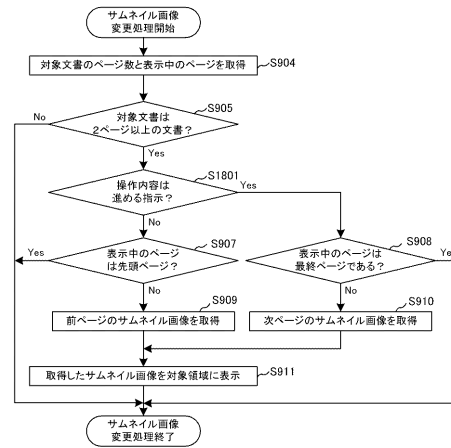 サムネイル画像
変更処理開始
対象文書のページ数と表示中のページを取得
S904
対象文書は
2ページ以上の文書?
S905
No
Yes
操作内容は
進める指示?
S1801
Yes
No
表示中のページ
は先頭ページ?
S907
Yes
No
表示中のページは
最終ページである?
S908
Yes
No
前ページのサムネイル画像を取得
S909
次ページのサムネイル画像を取得
S910
取得したサムネイル画像を対象領域に表示
S911
サムネイル画像
変更処理終了